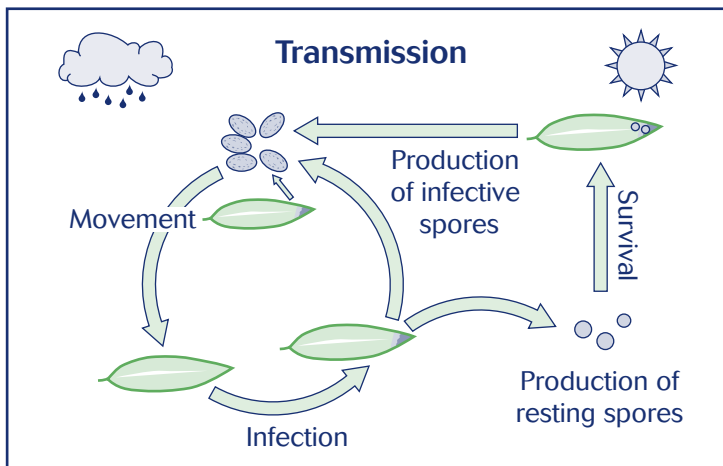 Transmission
Production
of infective
spores
Movement
Survival
Production of
resting spores
Infection